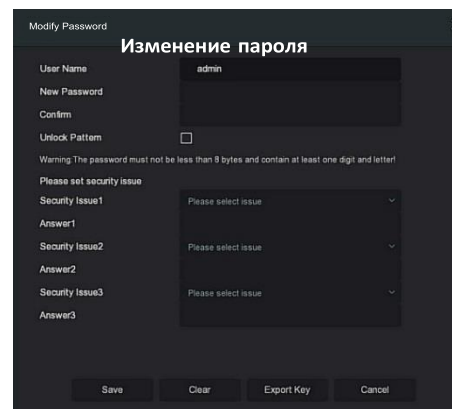 Modify Password
Изменение пароля
User Name admin
New Password
Confirm
Unlock Pattern
Warning:The password must not be less than 8 bytes and contain at least one digit and letter!
Please set security issue
Security Issue1 Please select issue
Answer1
Security Issue2 Please select issue
Answer2
Security Issue3 Please select issue
Answer3
Save Clear Export Key Cancel